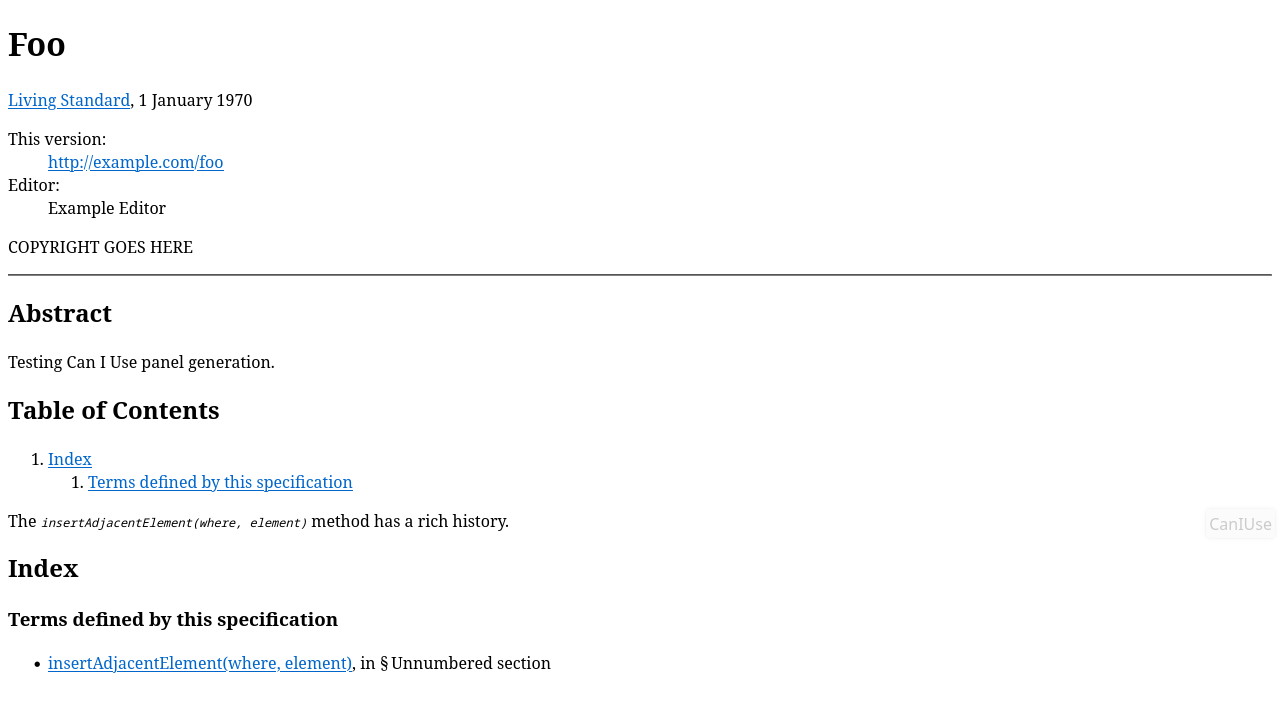 Foo
Living Standard, 1 January 1970
This version:
http://example.com/foo
Editor:
Example Editor
COPYRIGHT GOES HERE
Abstract
Testing Can I Use panel generation.
Table of Contents
1. Index
1. Terms defined by this specification
The insertAdjacentElement(where, element) method has a rich history.
CanIUse
Index
Terms defined by this specification
• insertAdjacentElement(where, element), in § Unnumbered section